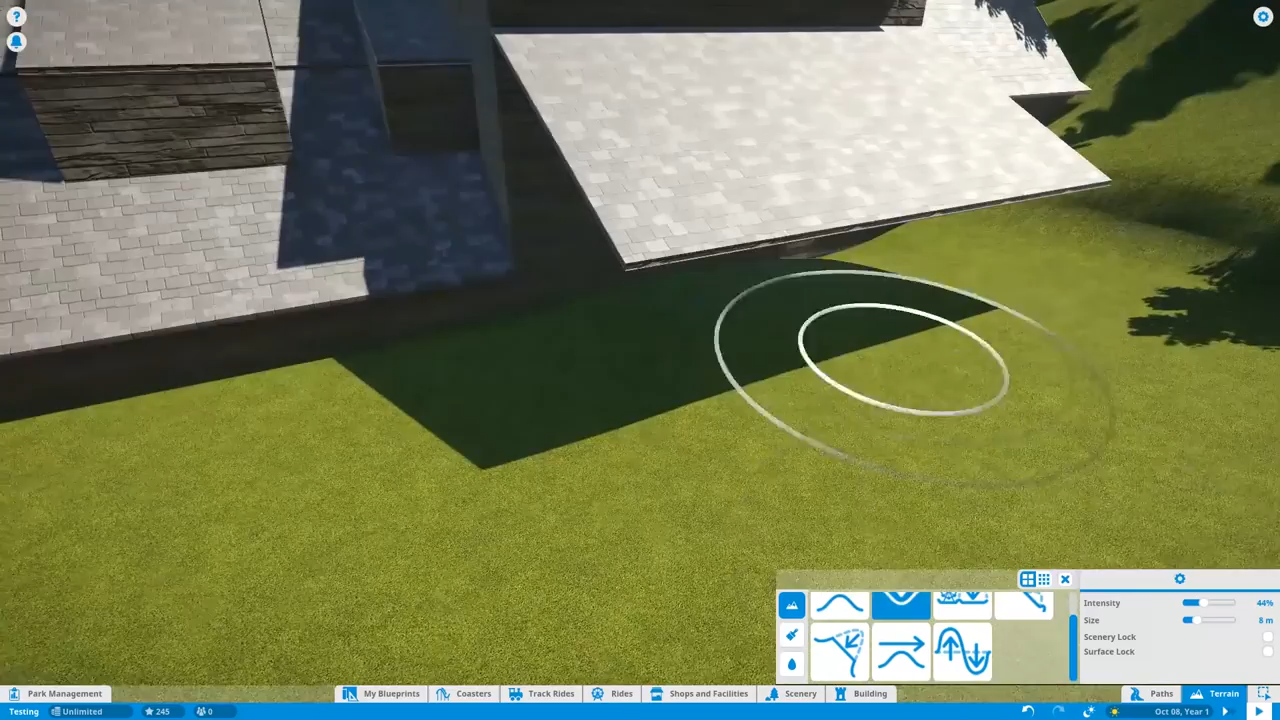 ?
Intensity 44%
Size 8 m
Scenery Lock
Surface Lock
Park Management
My Blueprints
Coasters
Track Rides
Rides
Shops and Facilities
Scenery
Building
Paths
Terrain
Testing
Unlimited
245
0
Oct 08, Year 1